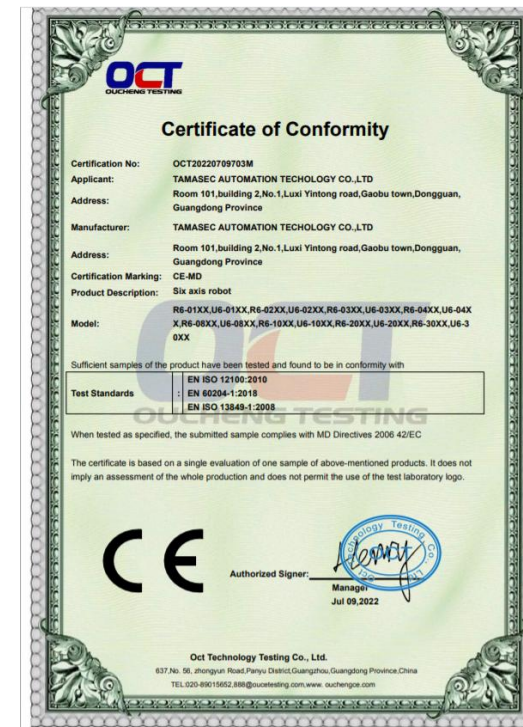 OCT
OUCHENG TESTING
Certificate of Conformity
Certification No: OCT20220709703M
Applicant: TAMASEC AUTOMATION TECHOLOGY CO.,LTD
Address: Room 101,building 2,No.1,Luxi Yintong road,Gaobu town,Dongguan,
Guangdong Province
Manufacturer: TAMASEC AUTOMATION TECHOLOGY CO.,LTD
Address: Room 101,building 2,No.1,Luxi Yintong road,Gaobu town,Dongguan,
Guangdong Province
Certification Marking: CE-MD
Product Description: Six axis robot
R6-01XX,U6-01XX,R6-02XX,U6-02XX,R6-03XX,U6-03XX,R6-04XX,U6-04X
Model: X,R6-08XX,U6-08XX,R6-10XX,U6-10XX,R6-20XX,U6-20XX,R6-30XX,U6-3
0XX
OCT
Sufficient samples of the product have been tested and found to be in conformity with
EN ISO 12100:2010
Test Standards : EN 60204-1:2018
EN ISO 13849-1:2008
OUCHENG TESTING
When tested as specified, the submitted sample complies with MD Directives 2006 42/EC
The certificate is based on a single evaluation of one sample of above-mentioned products. It does not
imply an assessment of the whole production and does not permit the use of the test laboratory logo.
CE
Oct Technology Testing Co., Ltd.
Authorized Signer: Henry
Manager
Jul 09,2022
Oct Technology Testing Co., Ltd.
637,No. 56, zhongyun Road,Panyu District,Guangzhou,Guangdong Province,China
TEL:020-89015652,888@oucetesting.com,www. ouchengce.com